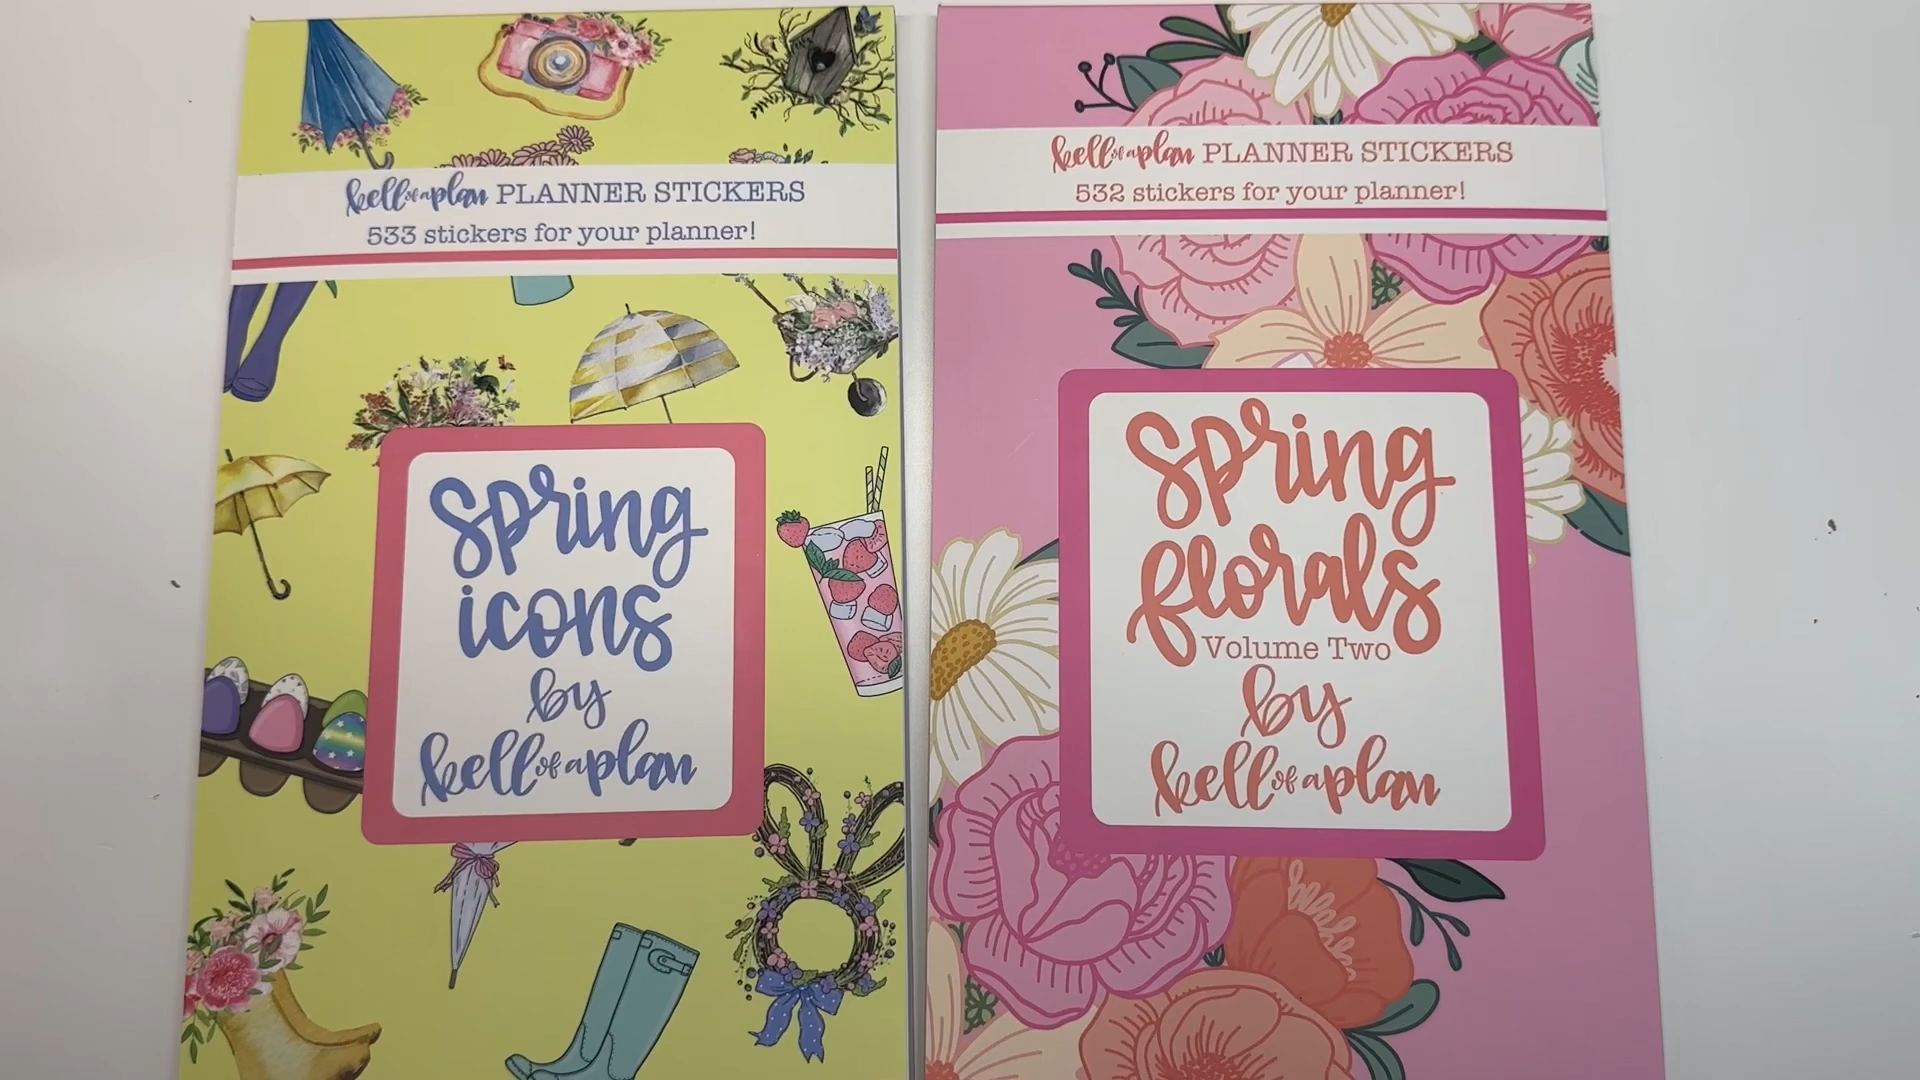 kell of a plan PLANNER STICKERS
533 stickers for your planner!
spring
icons
by
kell of a plan
kell of a plan PLANNER STICKERS
532 stickers for your planner!
spring
florals
Volume Two
by
kell of a plan